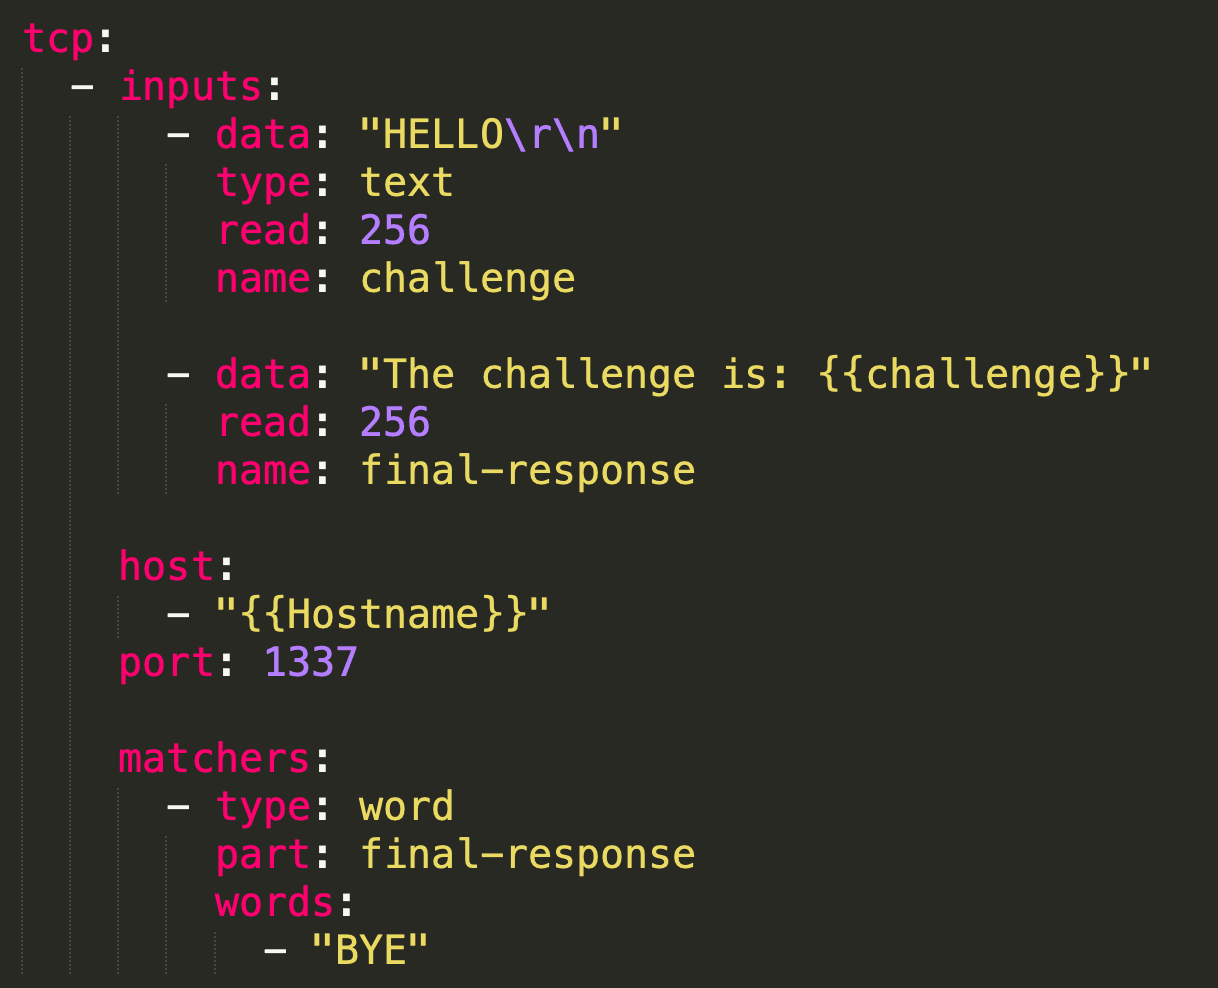 tcp:
  - inputs:
      - data: "HELLO\r\n"
        type: text
        read: 256
        name: challenge

      - data: "The challenge is: {{challenge}}"
        read: 256
        name: final-response

    host:
      - "{{Hostname}}"
    port: 1337

    matchers:
      - type: word
        part: final-response
        words:
          - "BYE"